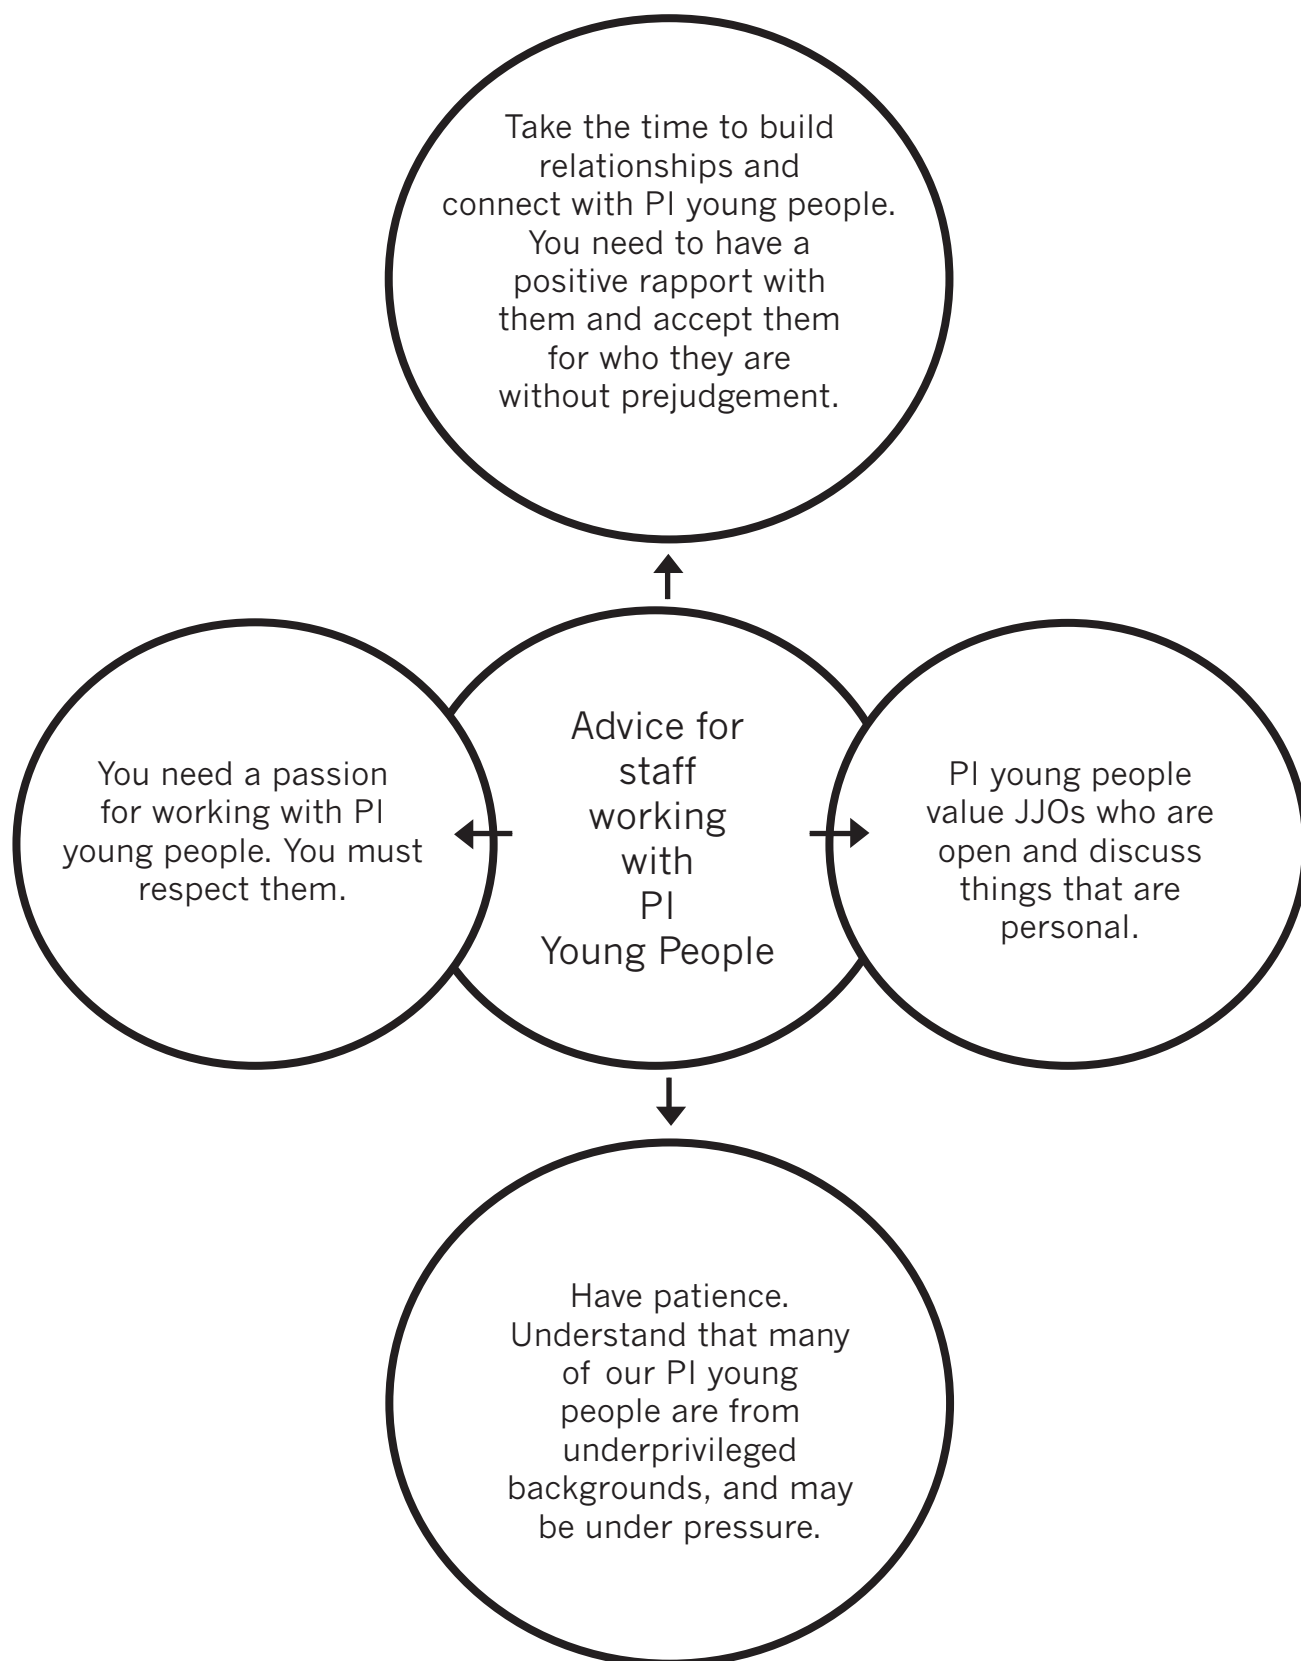 Take the time to build
relationships and
connect with PI young people.
You need to have a
positive rapport with
them and accept them
for who they are
without prejudgement.
You need a passion
for working with PI
young people. You must
respect them.
Advice for
staff
working
with
PI
Young People
PI young people
value JJOs who are
open and discuss
things that are
personal.
Have patience.
Understand that many
of our PI young
people are from
underprivileged
backgrounds, and may
be under pressure.